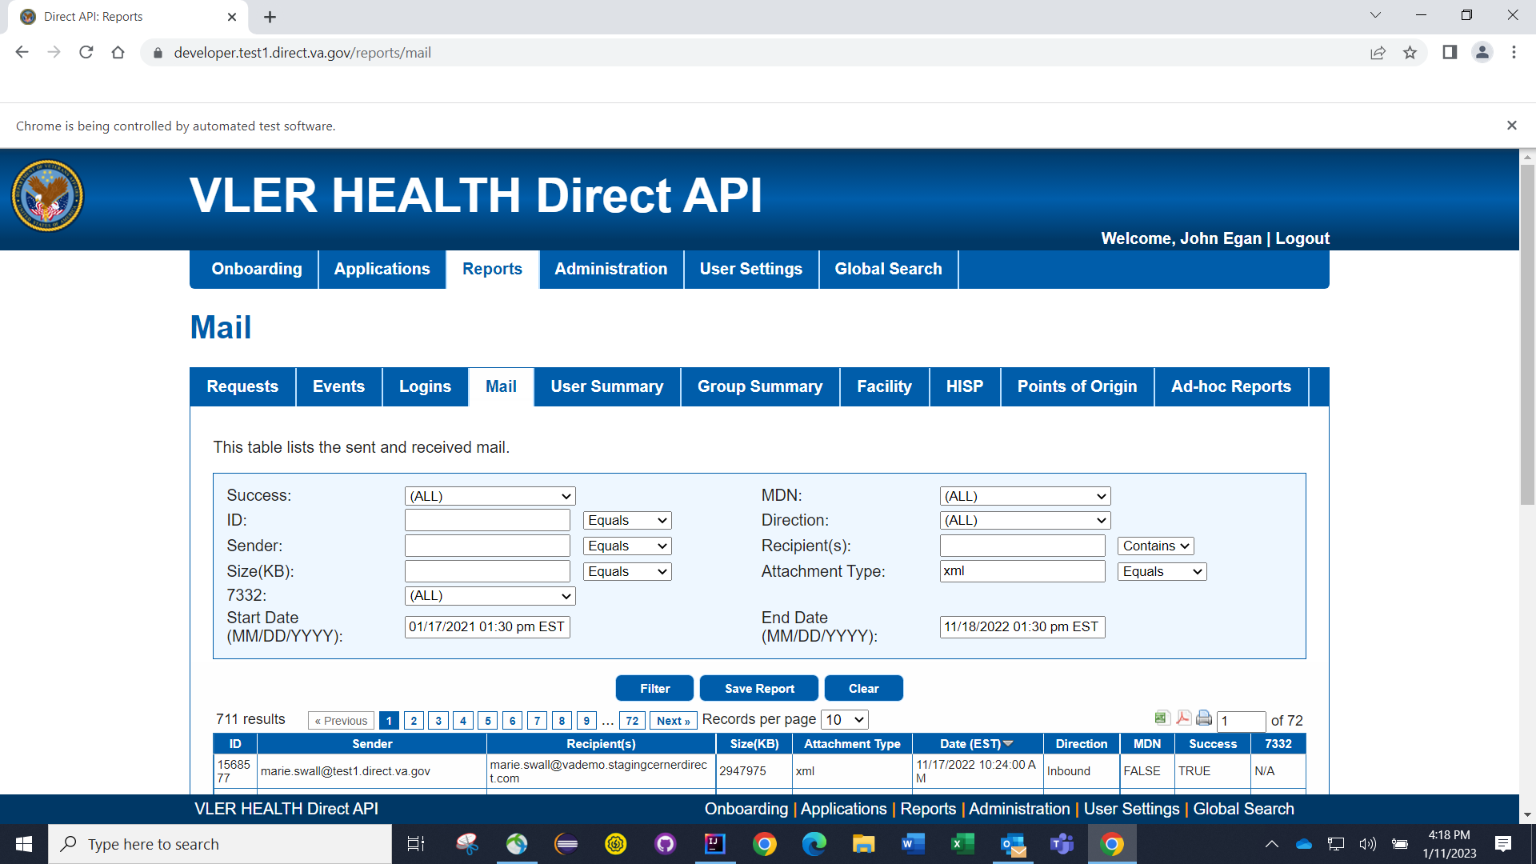 Direct API: Reports
developer.test1.direct.va.gov/reports/mail
Chrome is being controlled by automated test software.
VLER HEALTH Direct API
Welcome, John Egan | Logout
Onboarding Applications Reports Administration User Settings Global Search
Mail
Requests Events Logins Mail User Summary Group Summary Facility HISP Points of Origin Ad-hoc Reports
This table lists the sent and received mail.
Success: (ALL) MDN: (ALL)
ID: Equals Direction: (ALL)
Sender: Equals Recipient(s): Contains
Size(KB): Equals Attachment Type: xml Equals
7332: (ALL)
Start Date (MM/DD/YYYY): 01/17/2021 01:30 pm EST End Date (MM/DD/YYYY): 11/18/2022 01:30 pm EST
Filter Save Report Clear
711 results « Previous 1 2 3 4 5 6 7 8 9 ... 72 Next » Records per page 10 1 of 72
ID Sender Recipient(s) Size(KB) Attachment Type Date (EST) Direction MDN Success 7332
1568577 marie.swall@test1.direct.va.gov marie.swall@vademo.stagingcernerdirect.com 2947975 xml 11/17/2022 10:24:00 AM Inbound FALSE TRUE N/A
VLER HEALTH Direct API Onboarding | Applications | Reports | Administration | User Settings | Global Search
Type here to search
4:18 PM
1/11/2023